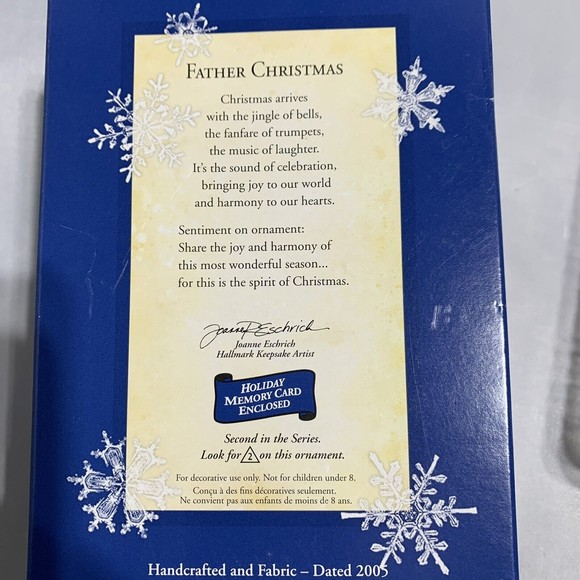 FATHER CHRISTMAS
Christmas arrives
with the jingle of bells,
the fanfare of trumpets,
the music of laughter.
It's the sound of celebration,
bringing joy to our world
and harmony to our hearts.
Sentiment on ornament:
Share the joy and harmony of
this most wonderful season...
for this is the spirit of Christmas.
Joanne Eschrich
Joanne Eschrich
Hallmark Keepsake Artist
HOLIDAY
MEMORY CARD
ENCLOSED
Second in the Series.
Look for 2 on this ornament.
For decorative use only. Not for children under 8.
Conçu à des fins décoratives seulement.
Ne convient pas aux enfants de moins de 8 ans.
Handcrafted and Fabric – Dated 2005